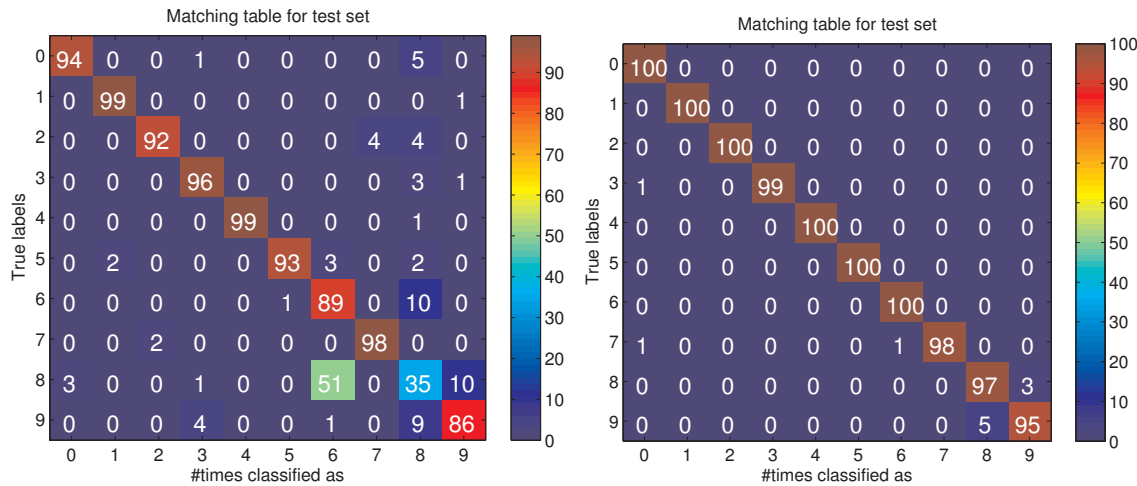 Matching table for test set
0 94 0 0 1 0 0 0 0 5 0
1 0 99 0 0 0 0 0 0 0 1
2 0 0 92 0 0 0 0 4 4 0
3 0 0 0 96 0 0 0 0 3 1
4 0 0 0 0 99 0 0 0 1 0
5 0 2 0 0 0 93 3 0 2 0
6 0 0 0 0 0 1 89 0 10 0
7 0 0 2 0 0 0 0 98 0 0
8 3 0 0 1 0 0 51 0 35 10
9 0 0 0 4 0 0 1 0 9 86
0 1 2 3 4 5 6 7 8 9
#times classified as
True labels
90
80
70
60
50
40
30
20
10
0
Matching table for test set
0 100 0 0 0 0 0 0 0 0 0
1 0 100 0 0 0 0 0 0 0 0
2 0 0 100 0 0 0 0 0 0 0
3 1 0 0 99 0 0 0 0 0 0
4 0 0 0 0 100 0 0 0 0 0
5 0 0 0 0 0 100 0 0 0 0
6 0 0 0 0 0 0 100 0 0 0
7 1 0 0 0 0 0 1 98 0 0
8 0 0 0 0 0 0 0 0 97 3
9 0 0 0 0 0 0 0 0 5 95
0 1 2 3 4 5 6 7 8 9
#times classified as
True labels
100
90
80
70
60
50
40
30
20
10
0